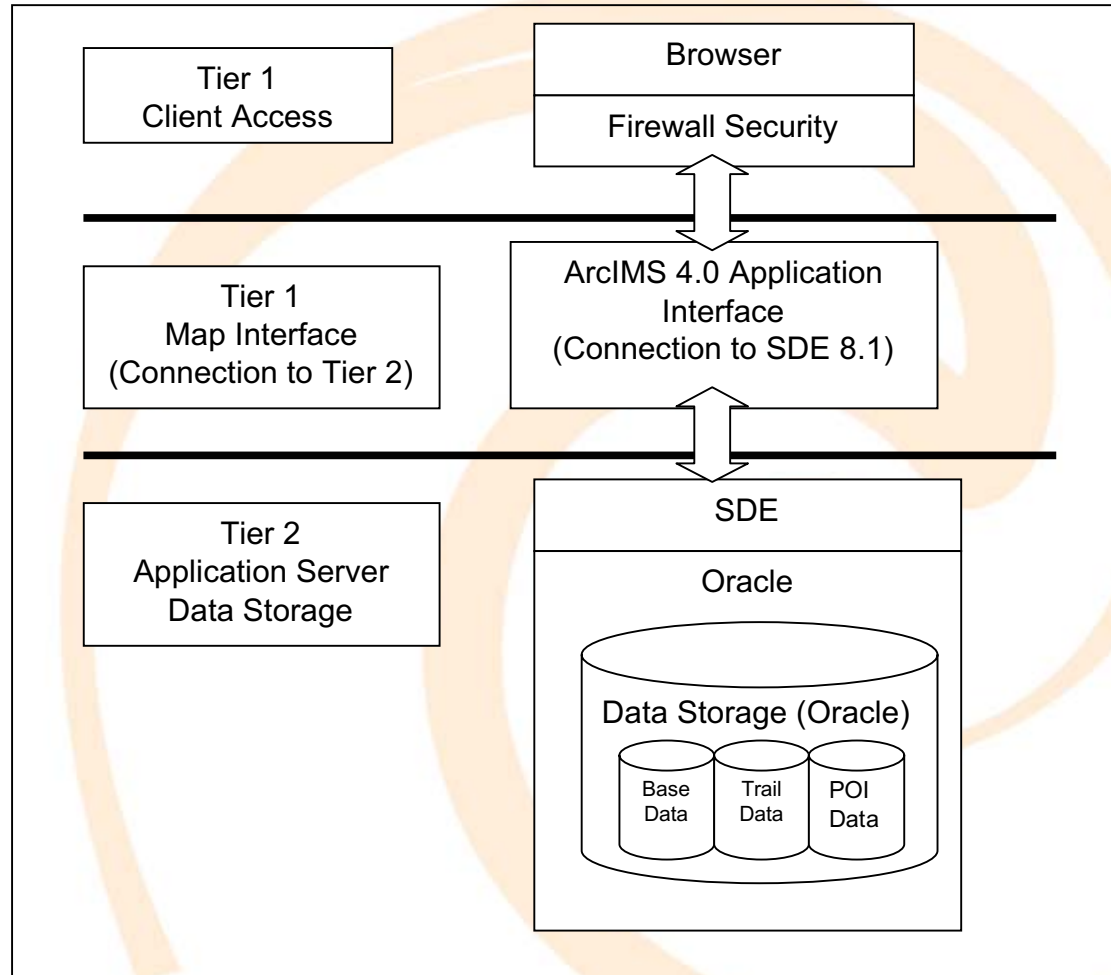 Tier 1
Client Access
Browser
Firewall Security
Tier 1
Map Interface
(Connection to Tier 2)
ArcIMS 4.0 Application
Interface
(Connection to SDE 8.1)
Tier 2
Application Server
Data Storage
SDE
Oracle
Data Storage (Oracle)
Base
Data
Trail
Data
POI
Data